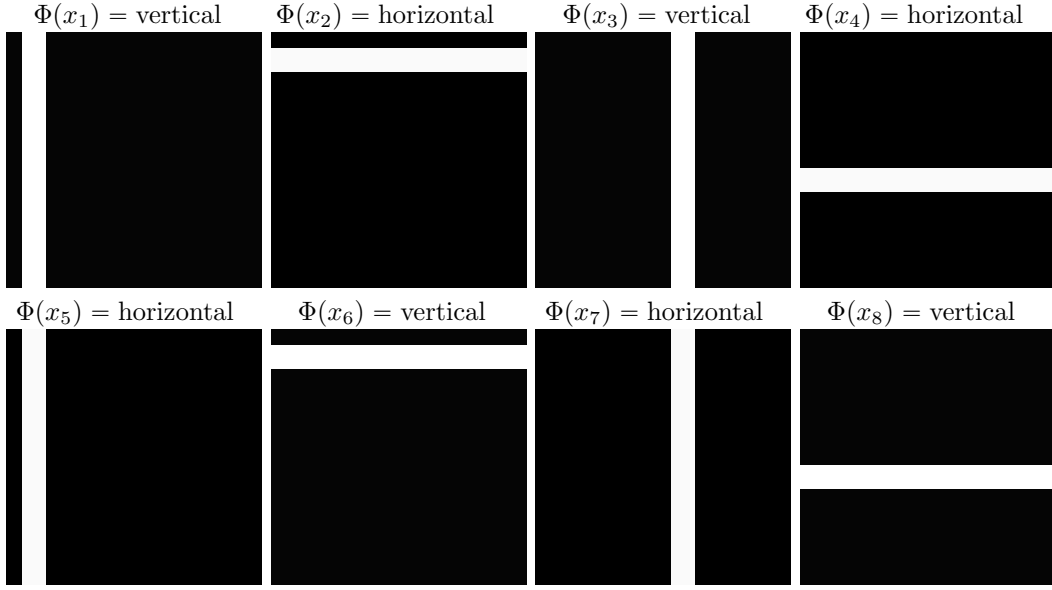 Φ(x₁) = vertical Φ(x₂) = horizontal Φ(x₃) = vertical Φ(x₄) = horizontal
Φ(x₅) = horizontal Φ(x₆) = vertical Φ(x₇) = horizontal Φ(x₈) = vertical